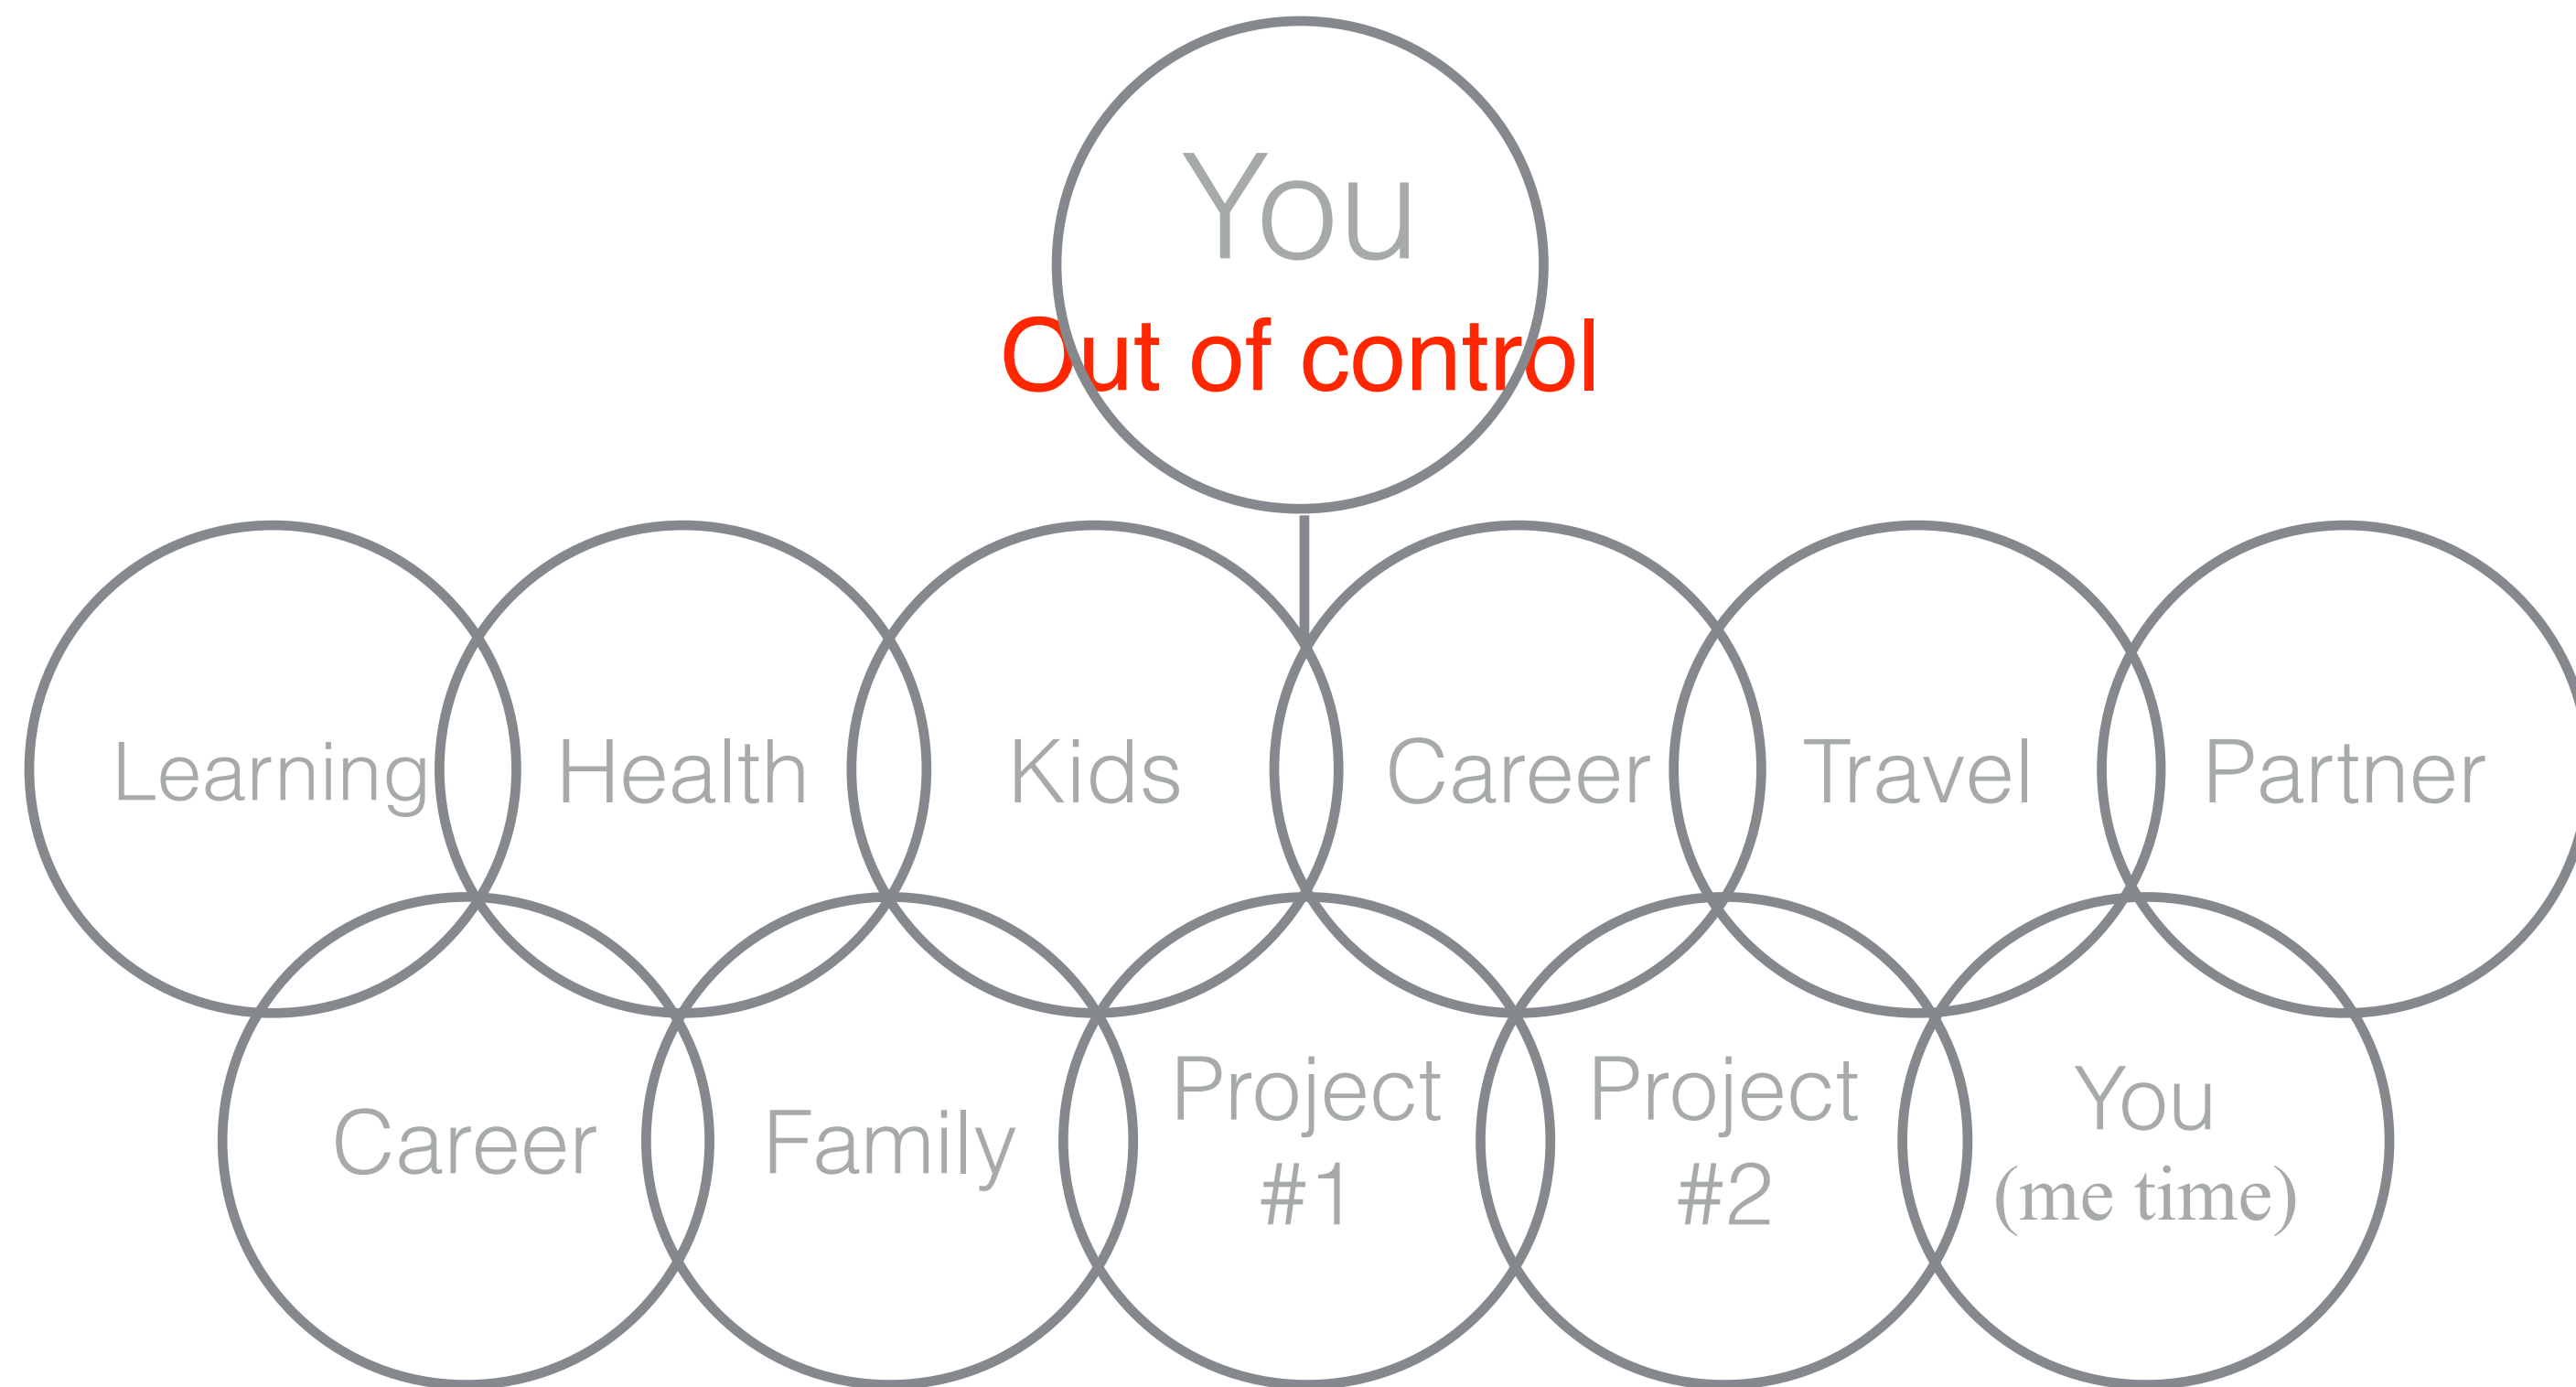 You
Out of control
Learning
Health
Kids
Career
Travel
Partner
Career
Family
Project
#1
Project
#2
You
(me time)